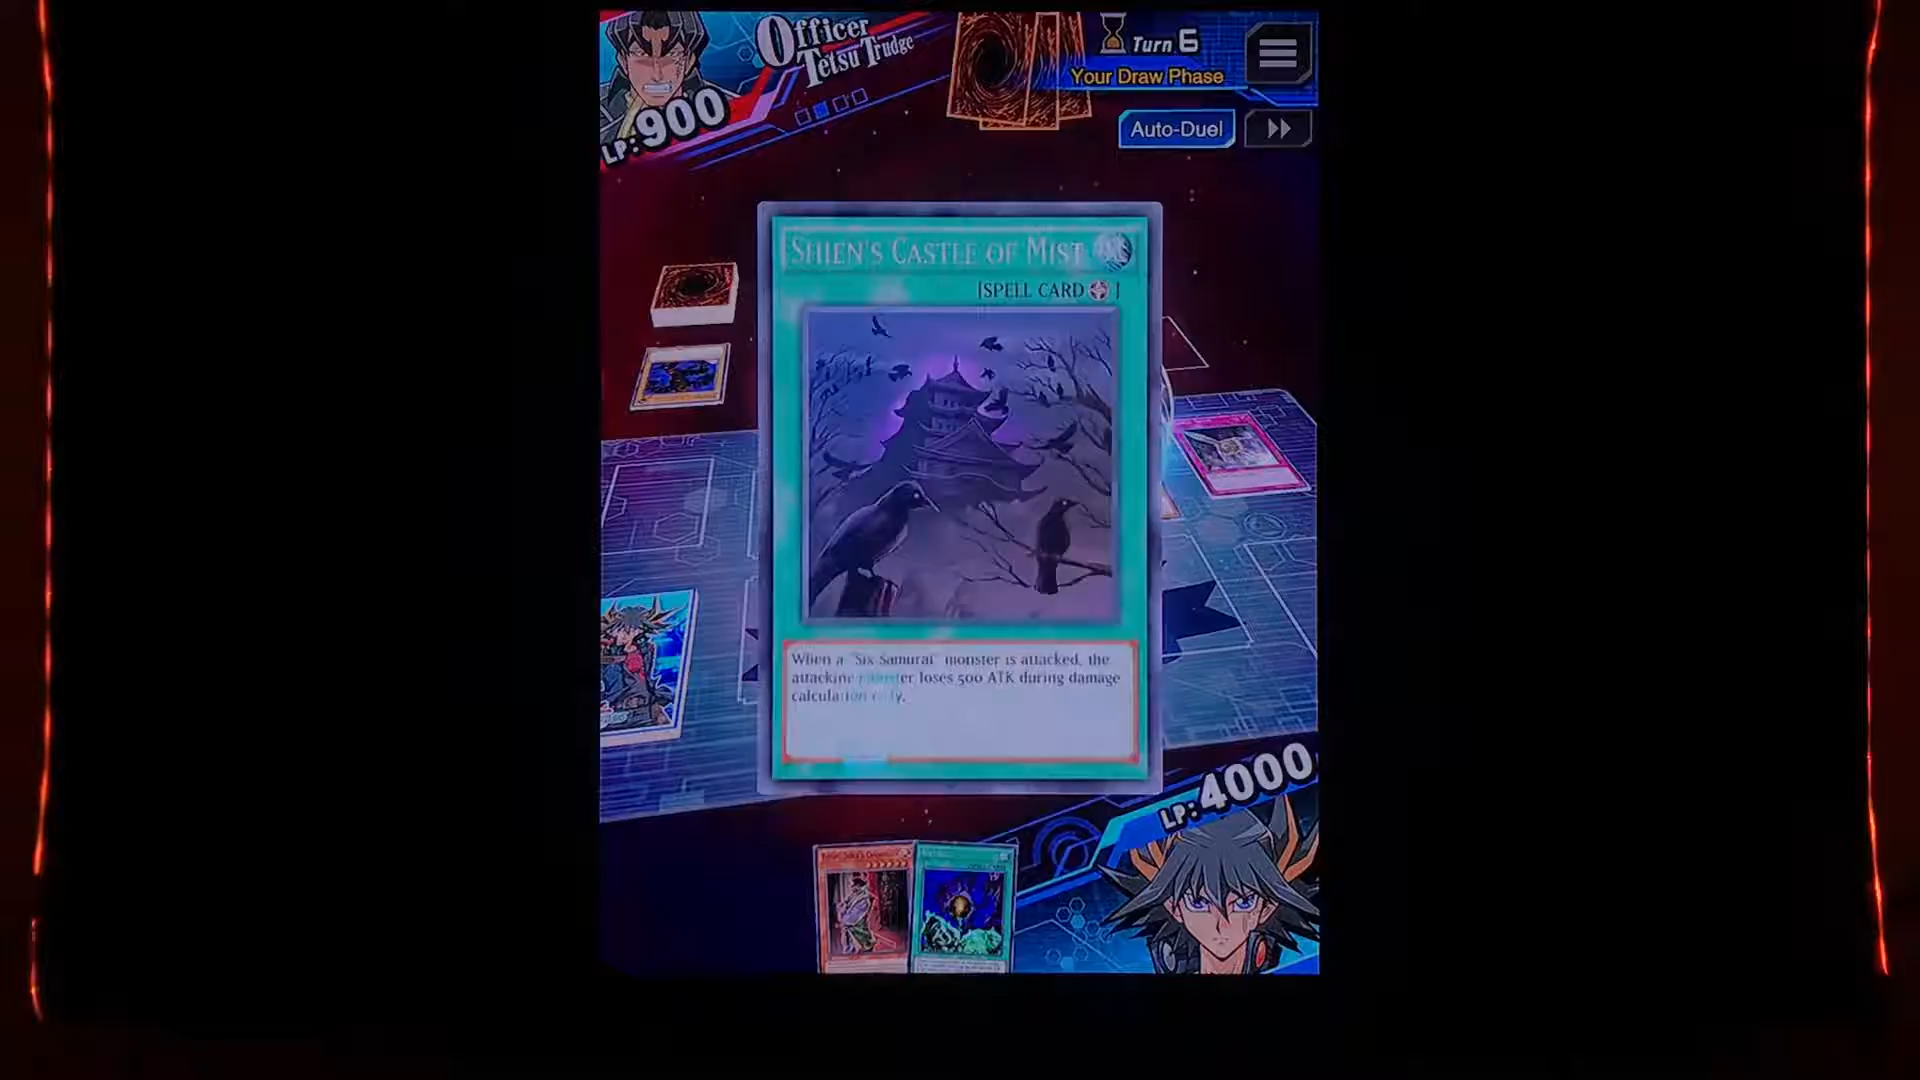 Officer
Tetsu Trudge
Turn 6
Your Draw Phase
LP: 900
Auto-Duel
SHIEN'S CASTLE OF MIST
[SPELL CARD ]
When a "Six Samurai" monster is attacked, the
attacking monster loses 500 ATK during damage
calculation only.
LP: 4000